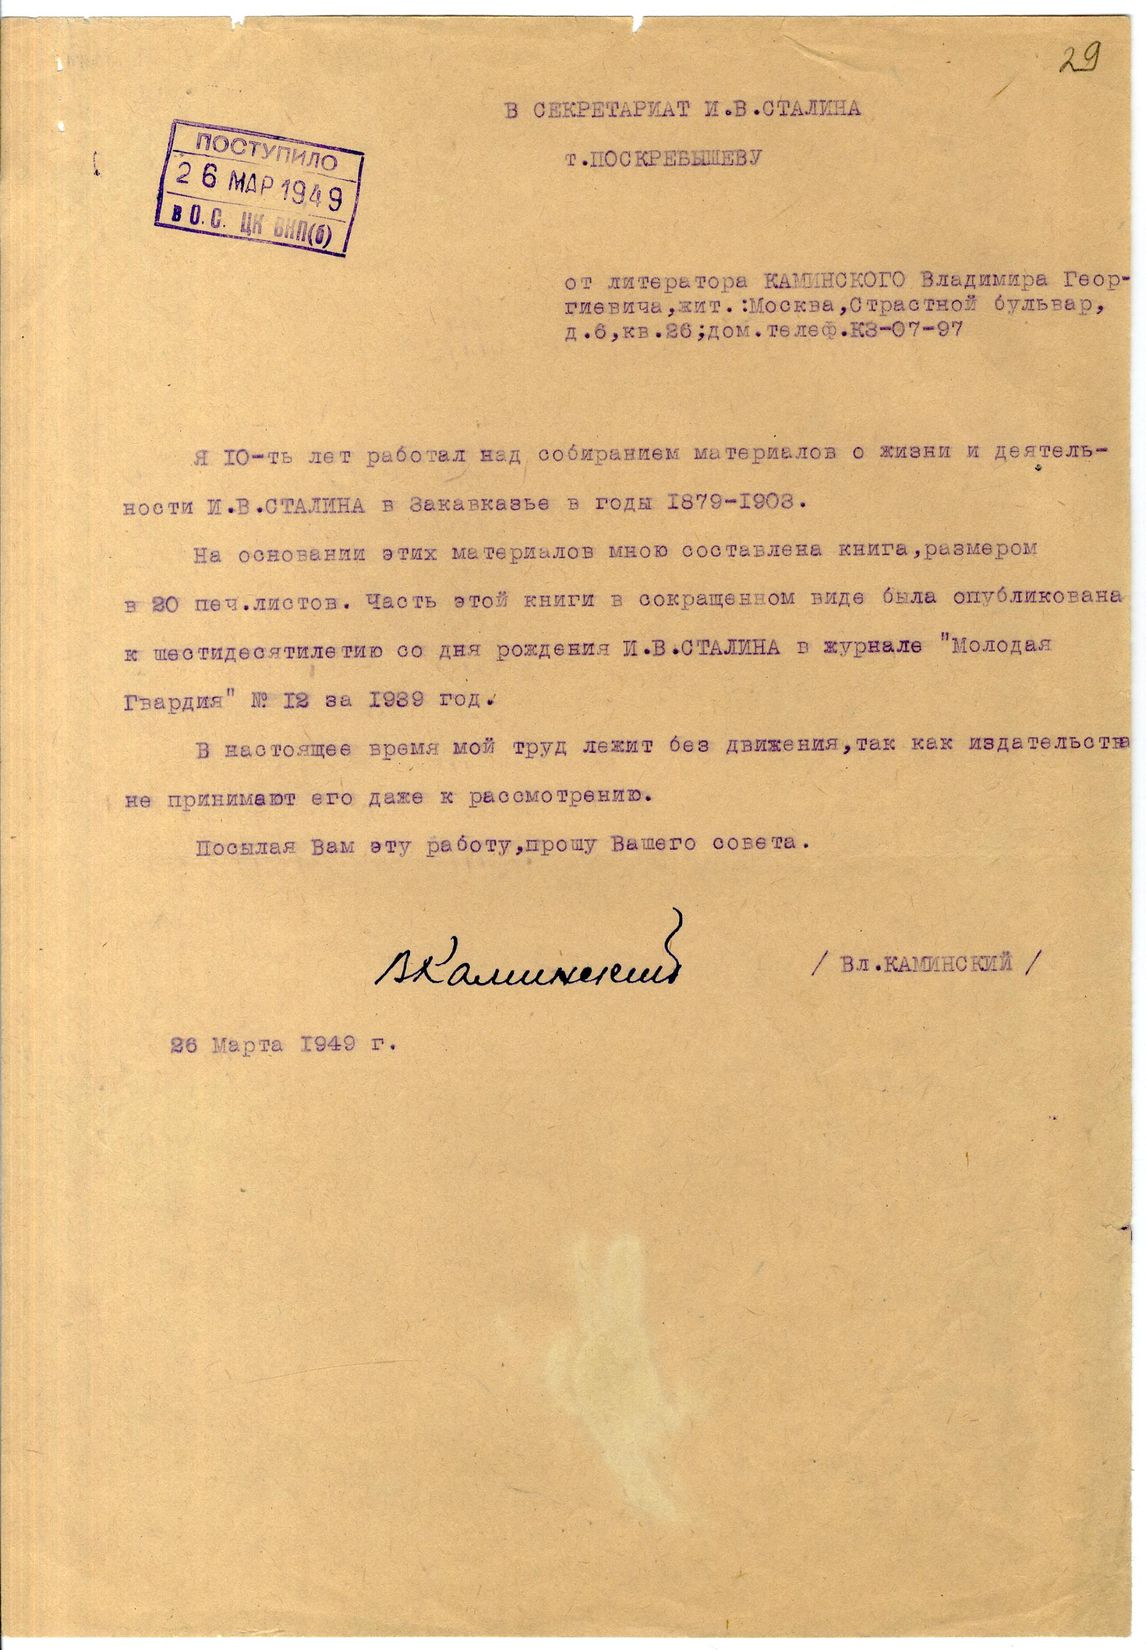 29
В СЕКРЕТАРИАТ И.В.СТАЛИНА
т.ПОСКРЕБЫШЕВУ
ПОСТУПИЛО
26 МАР 1949
в О.С. ЦК ВКП(б)
от литератора КАМИНСКОГО Владимира Геор-
гиевича,жит.:Москва,Страстной бульвар,
д.6,кв.26;дом.телеф.К3-07-97
Я 10-ть лет работал над собиранием материалов о жизни и деятель-
ности И.В.СТАЛИНА в Закавказье в годы 1879-1903.
На основании этих материалов мною составлена книга,размером
в 20 печ.листов. Часть этой книги в сокращенном виде была опубликована
к шестидесятилетию со дня рождения И.В.СТАЛИНА в журнале "Молодая
Гвардия" № 12 за 1939 год.
В настоящее время мой труд лежит без движения,так как издательства
не принимают его даже к рассмотрению.
Посылая Вам эту работу,прошу Вашего совета.
ВКаминский
/ Вл.КАМИНСКИЙ /
26 Марта 1949 г.